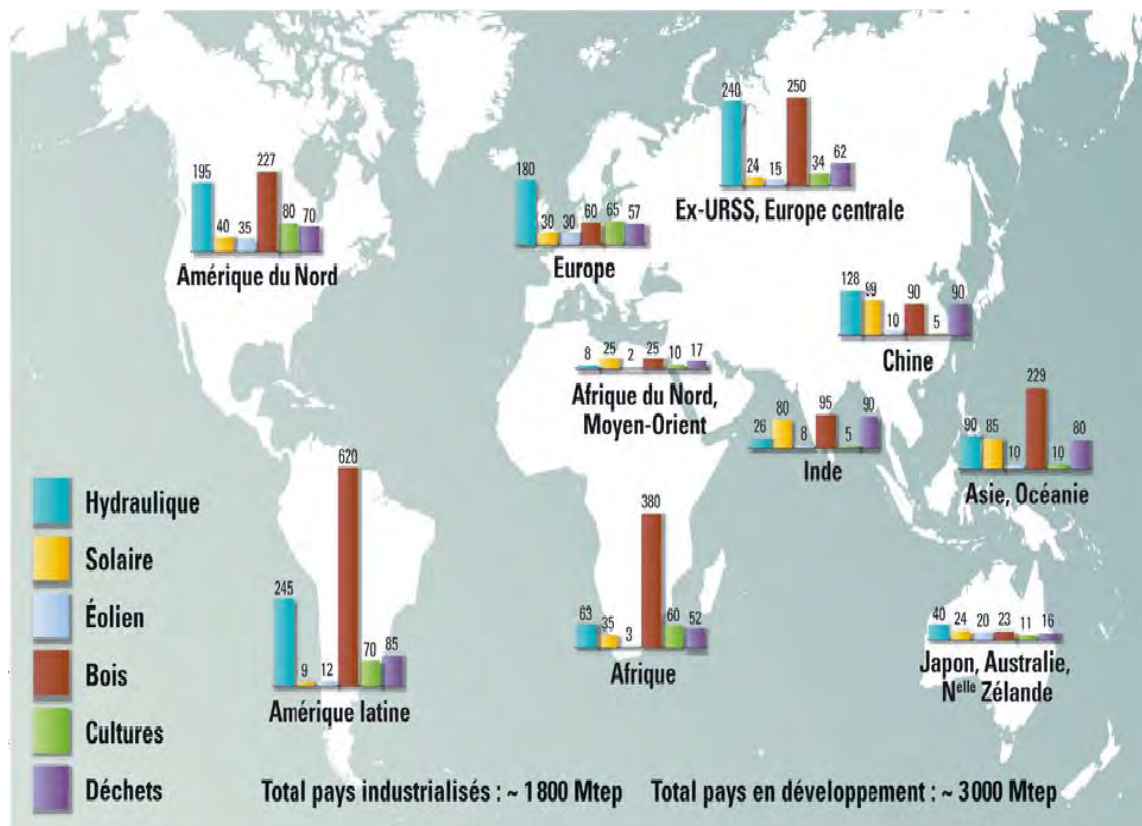 240 24 15 250 34 62
Ex-URSS, Europe centrale
195 40 35 227 80 70
Amérique du Nord
180 30 30 60 65 57
Europe
128 99 10 90 5 90
Chine
8 25 2 25 10 17
Afrique du Nord,
Moyen-Orient
26 80 8 95 5 90
Inde
90 85 10 229 10 80
Asie, Océanie
245 9 12 620 70 85
Amérique latine
63 35 3 380 60 52
Afrique
40 24 20 23 11 16
Japon, Australie,
Nelle Zélande
Hydraulique
Solaire
Éolien
Bois
Cultures
Déchets
Total pays industrialisés : ~ 1800 Mtep
Total pays en développement : ~ 3000 Mtep